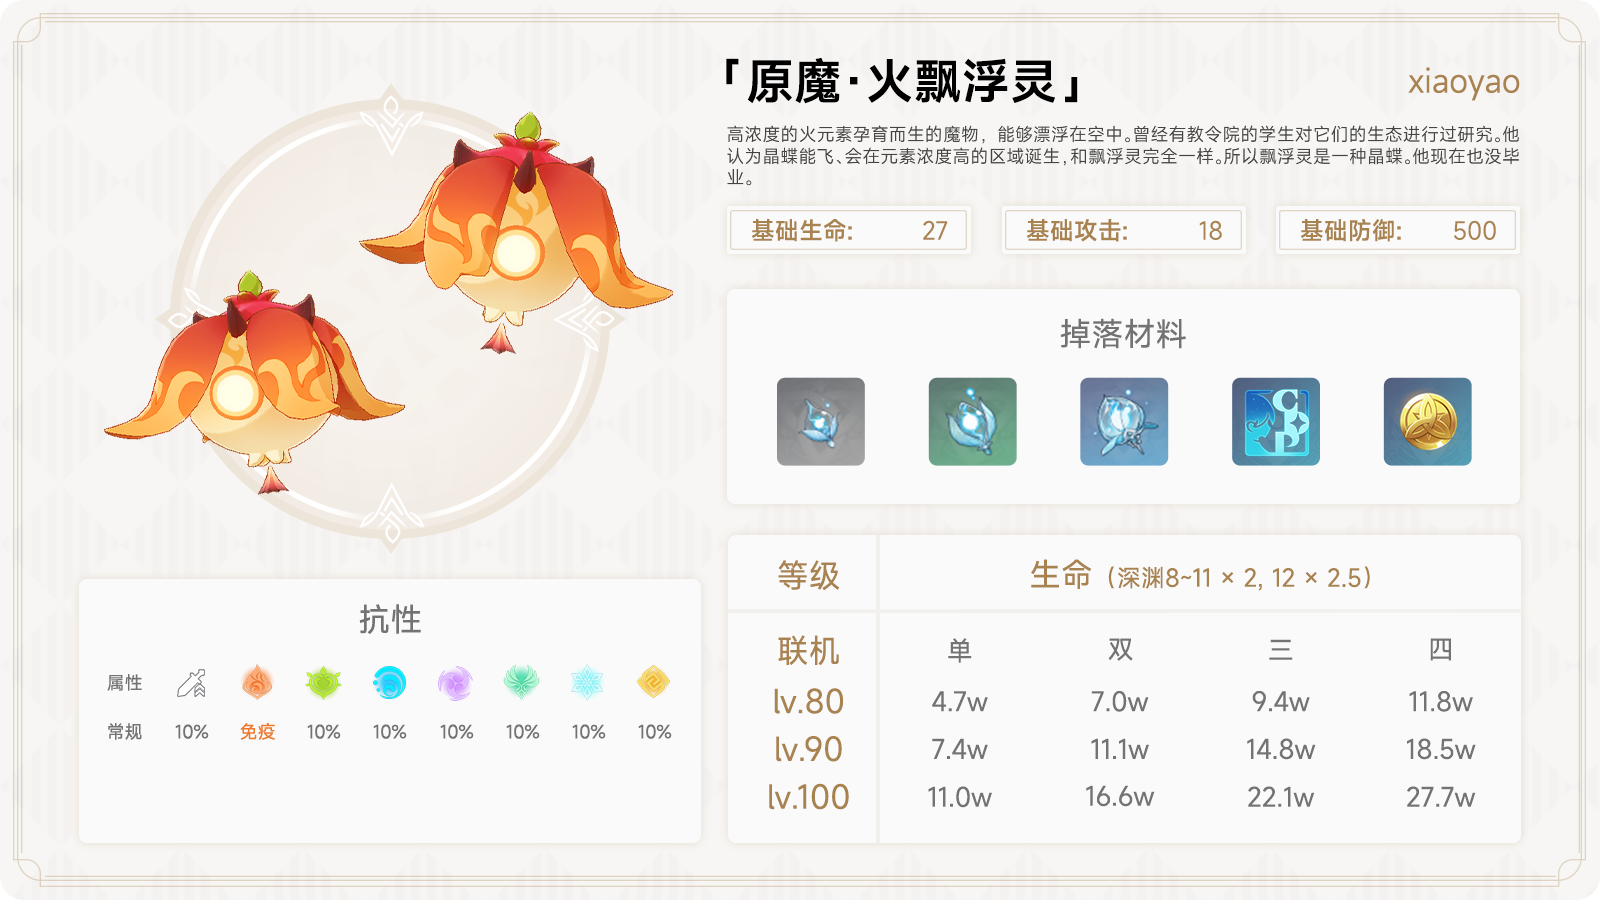 「原魔·火飘浮灵」
xiaoyao
高浓度的火元素孕育而生的魔物，能够漂浮在空中。曾经有教令院的学生对它们的生态进行过研究。他
认为晶蝶能飞、会在元素浓度高的区域诞生，和飘浮灵完全一样。所以飘浮灵是一种晶蝶。他现在也没毕
业。
基础生命: 27
基础攻击: 18
基础防御: 500
掉落材料
抗性
属性
常规 10% 免疫 10% 10% 10% 10% 10% 10%
等级 生命（深渊8~11 × 2, 12 × 2.5）
联机 单 双 三 四
lv.80 4.7w 7.0w 9.4w 11.8w
lv.90 7.4w 11.1w 14.8w 18.5w
lv.100 11.0w 16.6w 22.1w 27.7w